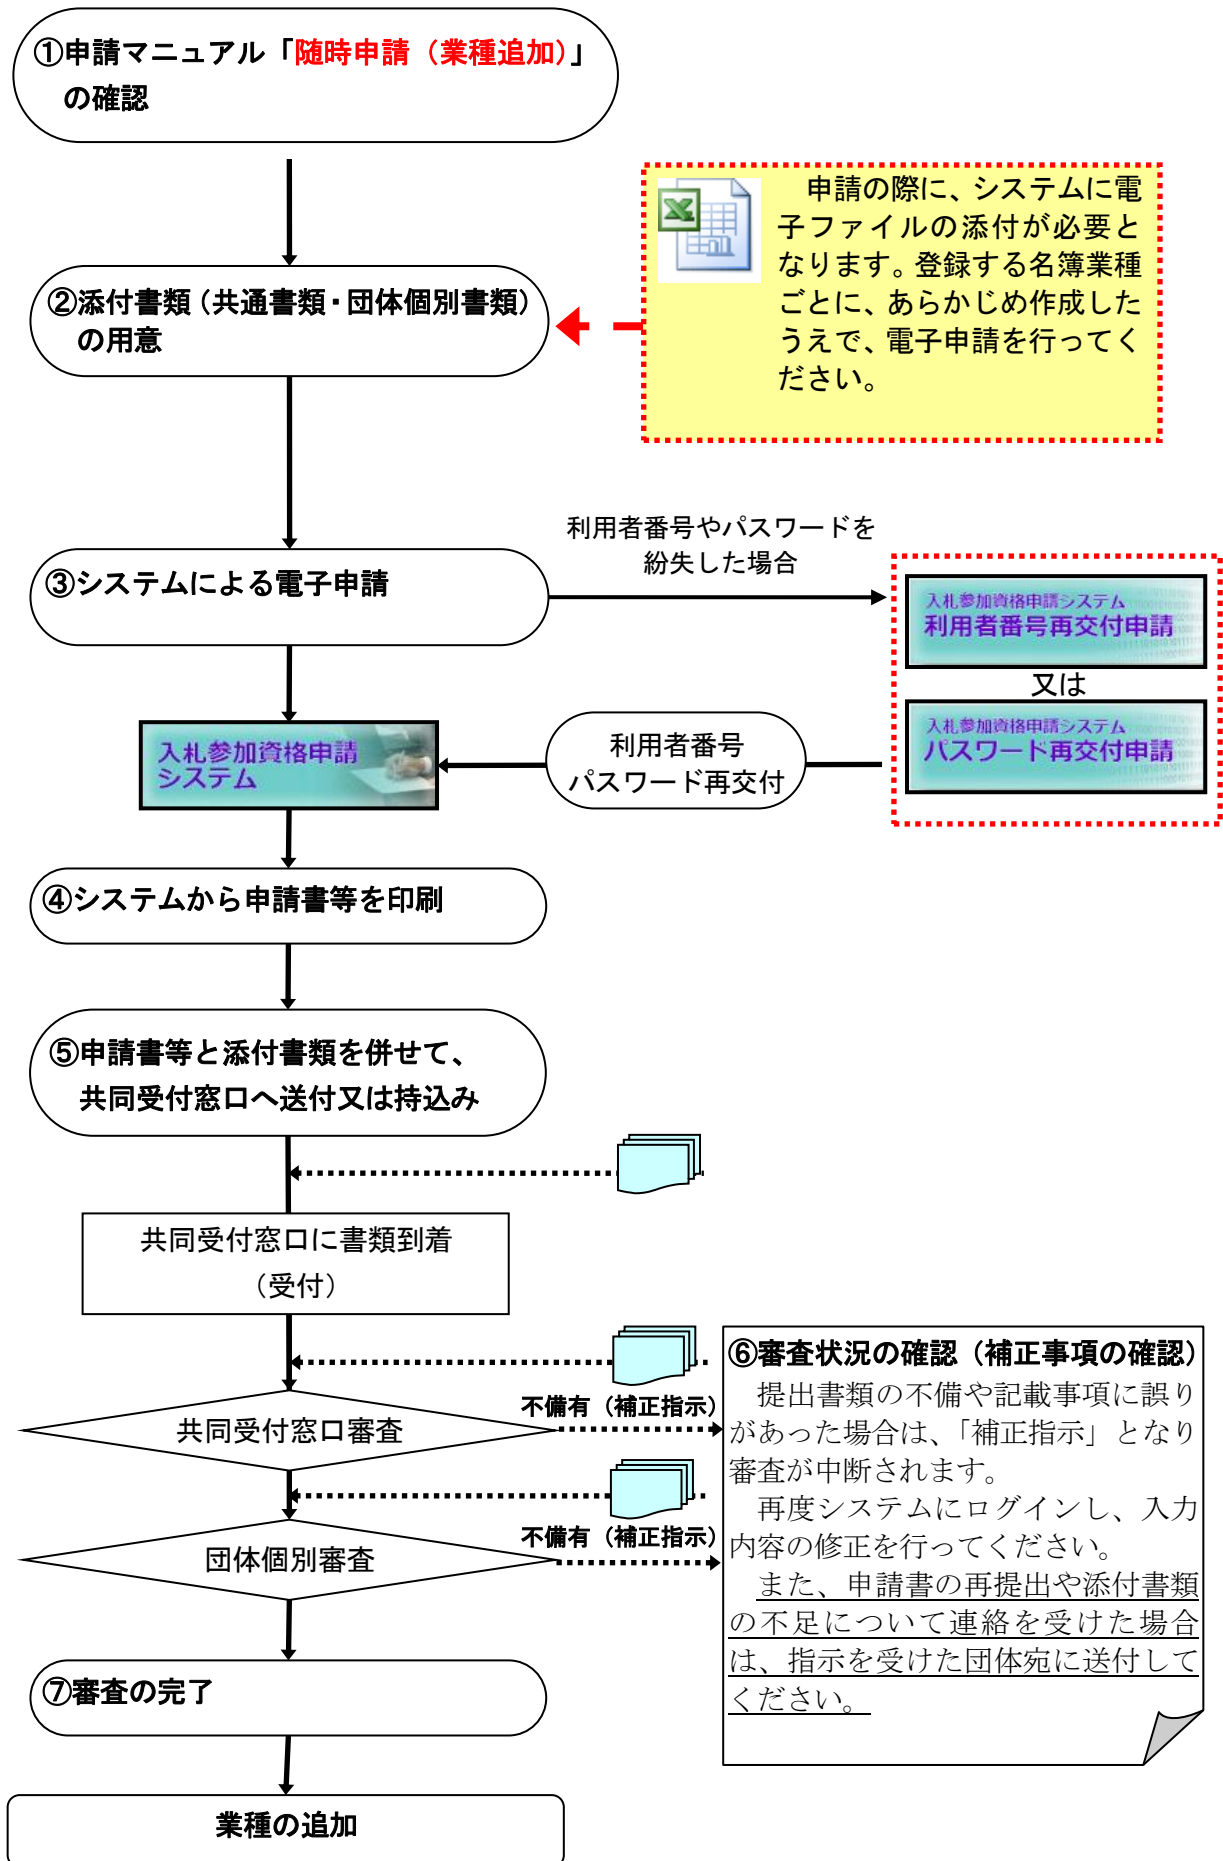 ①申請マニュアル「随時申請（業種追加）」
の確認
申請の際に、システムに電
子ファイルの添付が必要と
なります。登録する名簿業種
ごとに、あらかじめ作成した
うえで、電子申請を行ってく
ださい。
②添付書類（共通書類・団体個別書類）
の用意
利用者番号やパスワードを
紛失した場合
③システムによる電子申請
入札参加資格申請システム
利用者番号再交付申請
又は
入札参加資格申請システム
パスワード再交付申請
利用者番号
パスワード再交付
入札参加資格申請
システム
④システムから申請書等を印刷
⑤申請書等と添付書類を併せて、
共同受付窓口へ送付又は持込み
共同受付窓口に書類到着
（受付）
共同受付窓口審査
不備有（補正指示）
団体個別審査
不備有（補正指示）
⑥審査状況の確認（補正事項の確認）
提出書類の不備や記載事項に誤り
があった場合は、「補正指示」となり
審査が中断されます。
再度システムにログインし、入力
内容の修正を行ってください。
また、申請書の再提出や添付書類
の不足について連絡を受けた場合
は、指示を受けた団体宛に送付して
ください。
⑦審査の完了
業種の追加